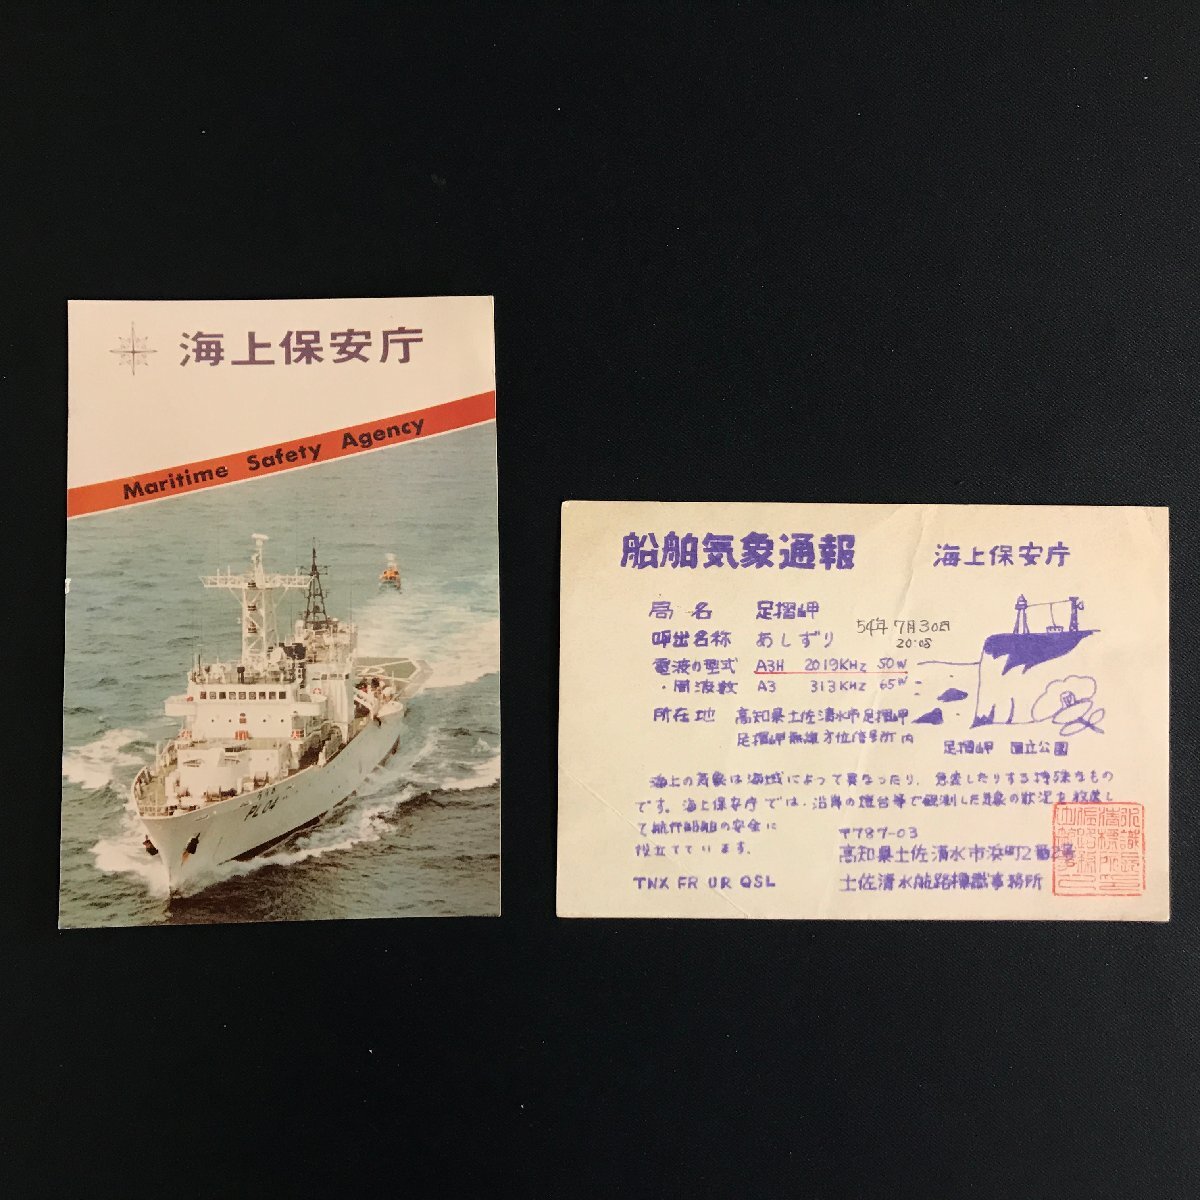 海上保安庁
Maritime Safety Agency
PL04
船舶気象通報 海上保安庁
局名 足摺岬
呼出名称 あしずり
54年7月30日
20:08
電波の型式 A3H 2019KHz 50W
・周波数 A3 313KHz 65W
所在地 高知県土佐清水市足摺岬
足摺岬無線方位信号所内
足摺岬 国立公園
海上の気象は海域によって異なったり、急変したりする特殊なもの
です。海上保安庁では、沿岸の燈台等で観測した気象の状況を放送し
て航行船舶の安全に
役立てています。
〒787-03
高知県土佐清水市浜町2番2号
TNX FR UR QSL 土佐清水航路標識事務所